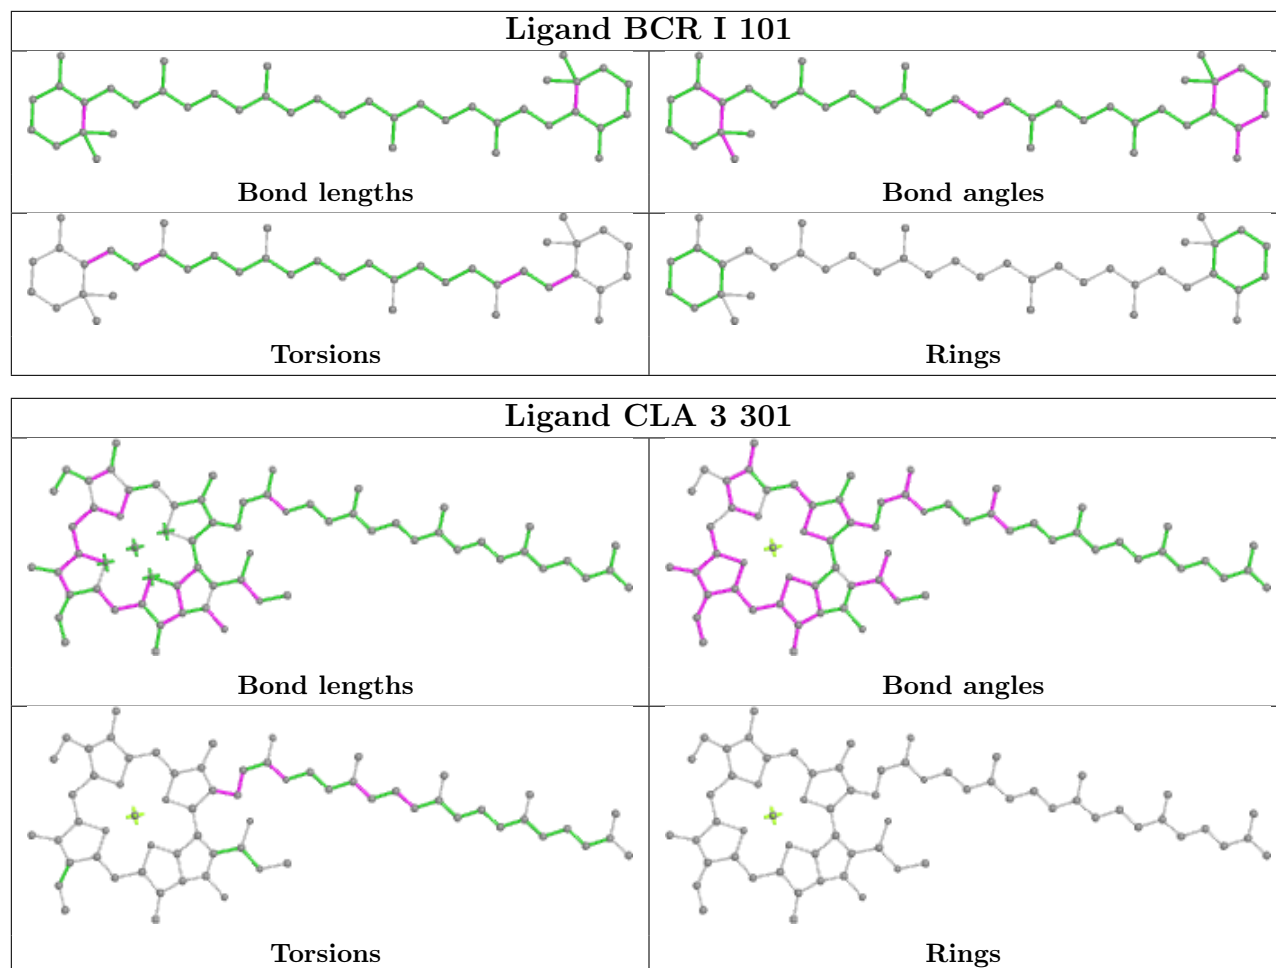 Ligand BCR I 101
Bond lengths
Bond angles
Torsions
Rings
Ligand CLA 3 301
Bond lengths
Bond angles
Torsions
Rings